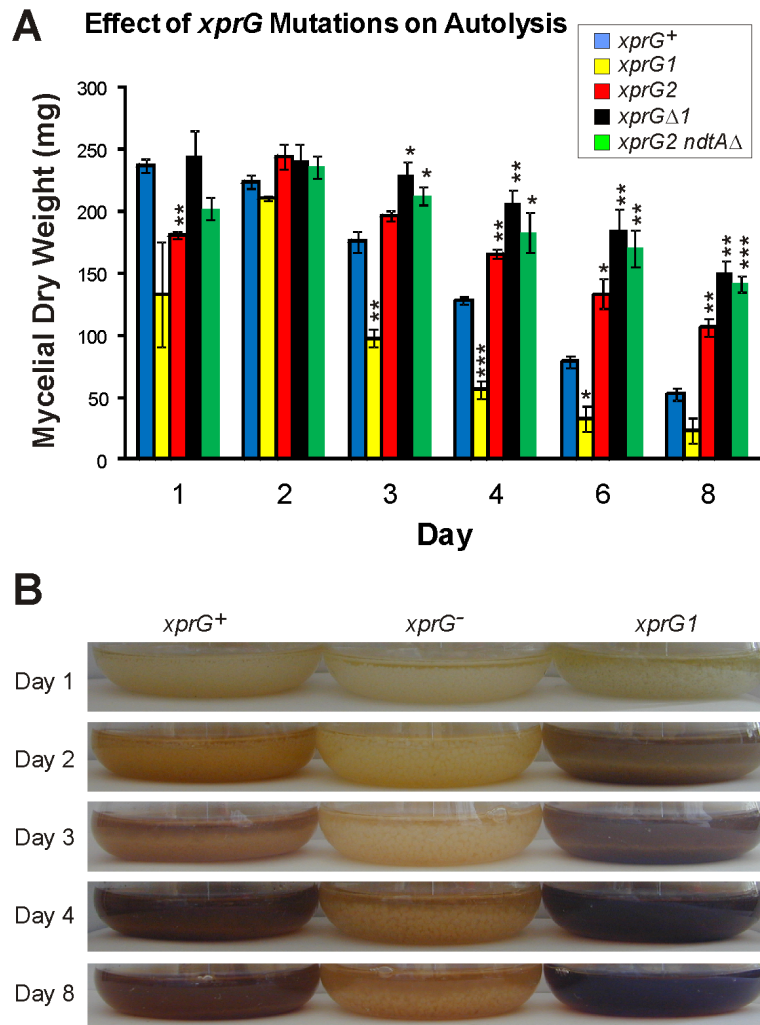 A Effect of xprG Mutations on Autolysis
xprG+
xprG1
xprG2
xprGΔ1
xprG2 ndtAΔ
Mycelial Dry Weight (mg)
300
250
200
150
100
50
0
**
**
*
*
***
**
**
*
*
*
**
**
**
**
***
1 2 3 4 6 8
Day
B
xprG+ xprG- xprG1
Day 1
Day 2
Day 3
Day 4
Day 8